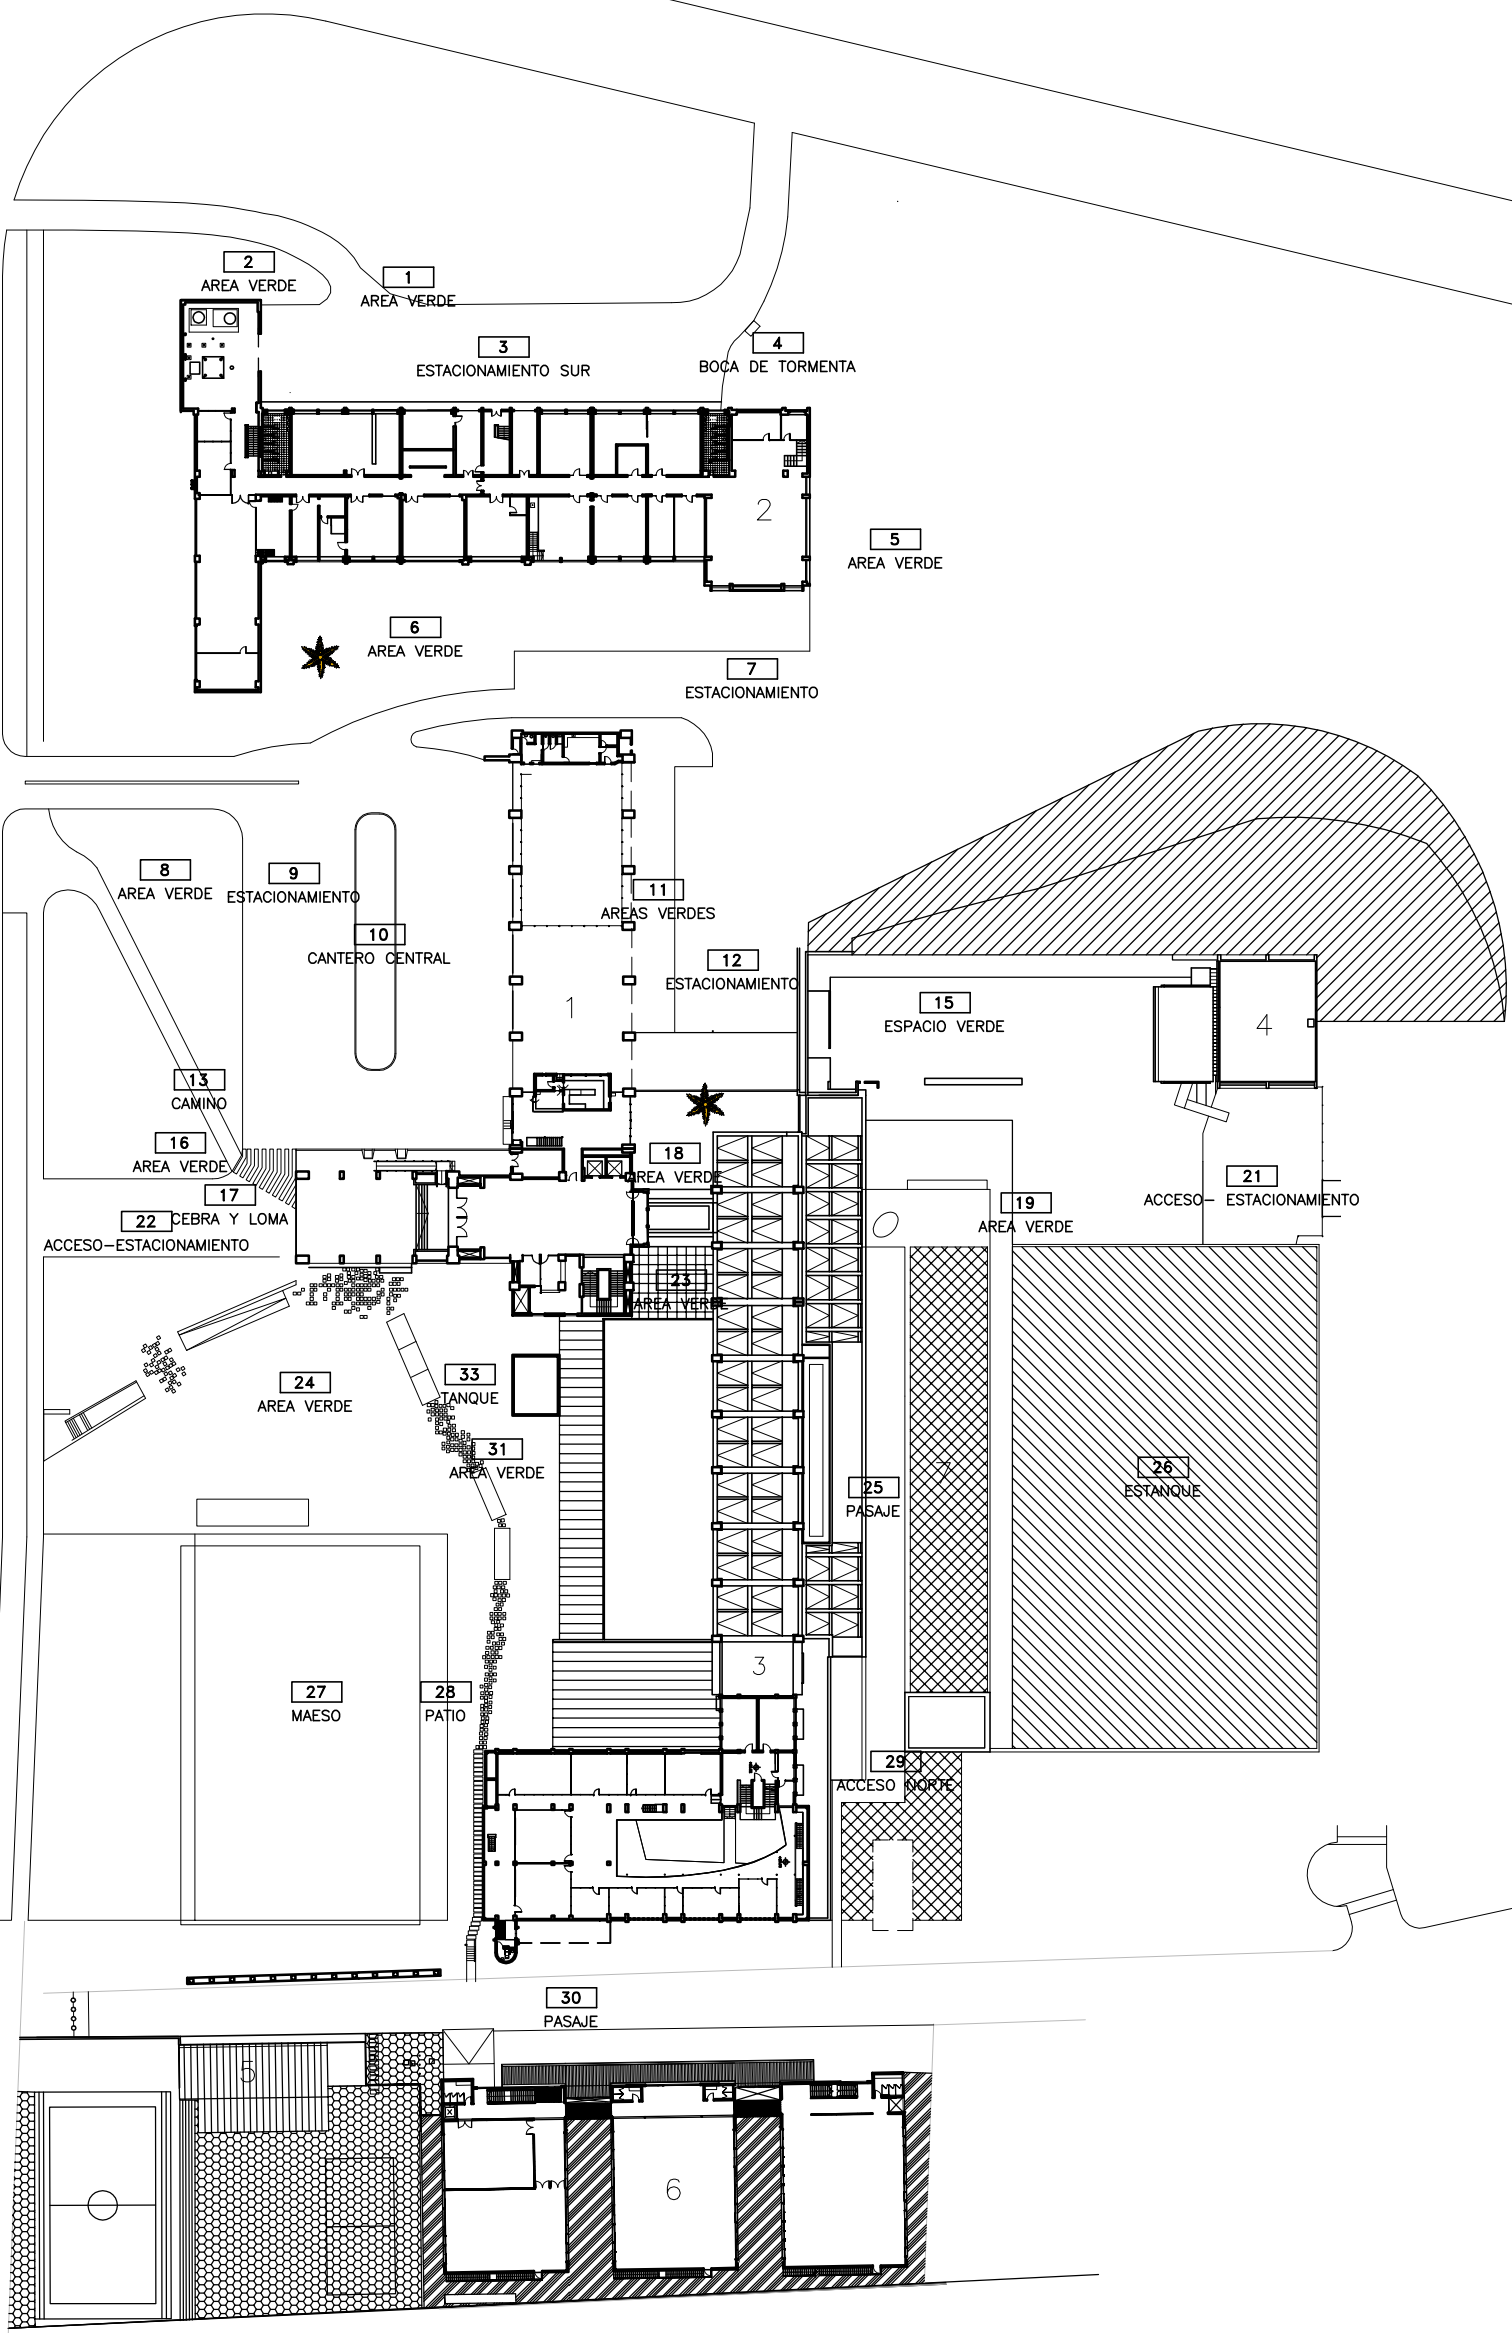 2
AREA VERDE
1
AREA VERDE
3
ESTACIONAMIENTO SUR
4
BOCA DE TORMENTA
2
5
AREA VERDE
6
AREA VERDE
7
ESTACIONAMIENTO
8
AREA VERDE
9
ESTACIONAMIENTO
11
AREAS VERDES
10
CANTERO CENTRAL
12
ESTACIONAMIENTO
1
15
ESPACIO VERDE
4
13
CAMINO
16
AREA VERDE
18
AREA VERDE
17
CEBRA Y LOMA
21
ACCESO- ESTACIONAMIENTO
19
AREA VERDE
22
ACCESO-ESTACIONAMIENTO
23
AREA VERDE
24
AREA VERDE
33
TANQUE
31
AREA VERDE
7
25
PASAJE
26
ESTANQUE
3
27
MAESO
28
PATIO
29
ACCESO NORTE
30
PASAJE
5
6